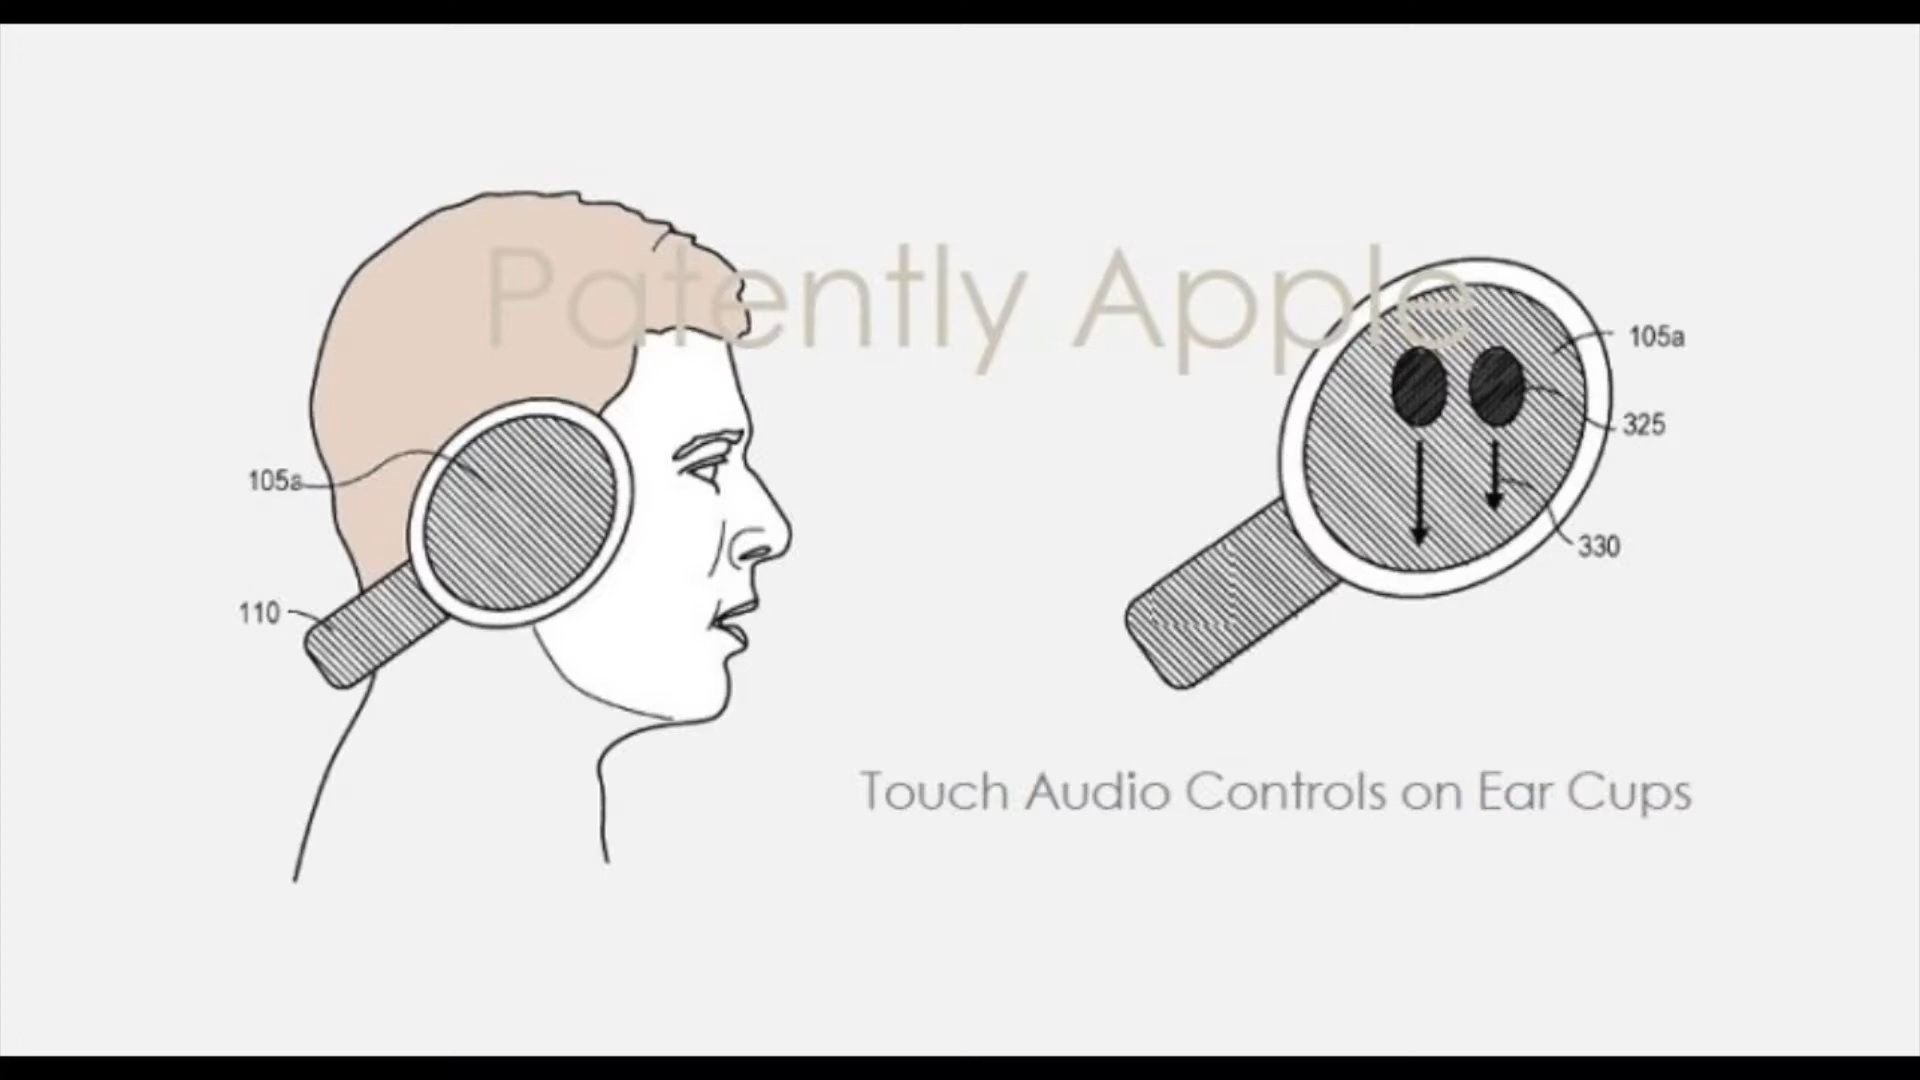 Patently Apple
105a
105a
325
110
330
Touch Audio Controls on Ear Cups